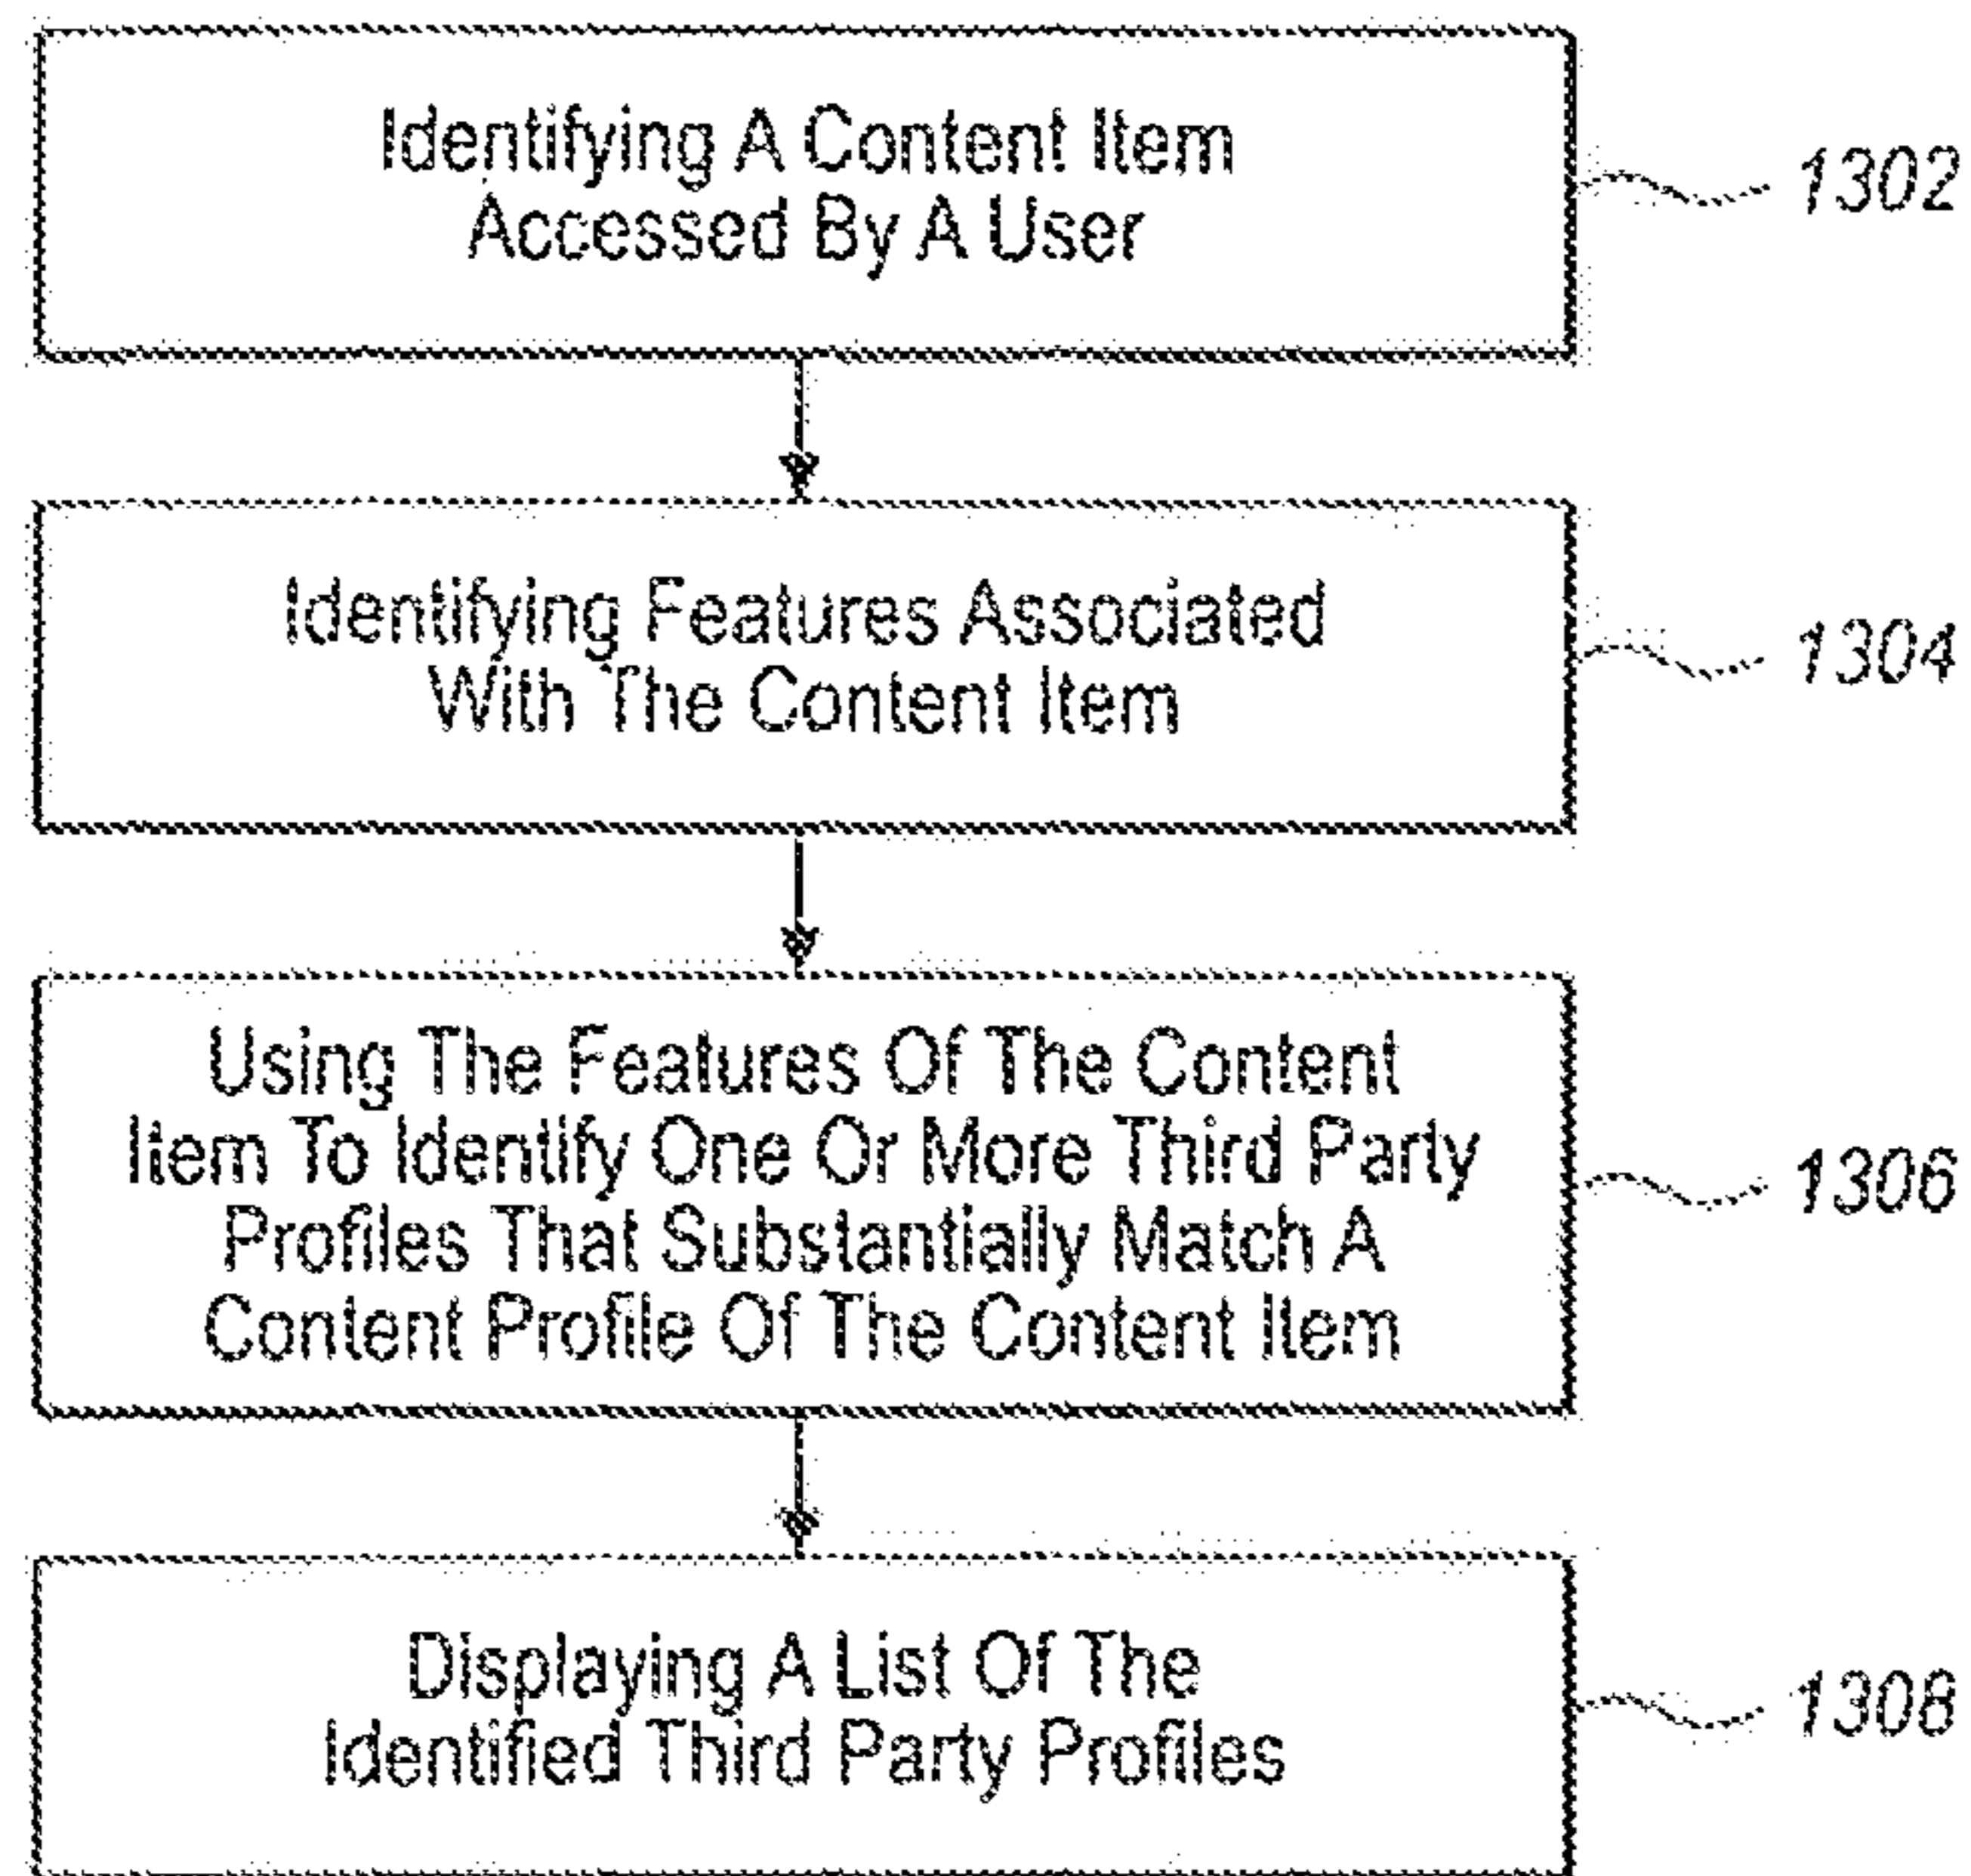 Identifying A Content Item
Accessed By A User
1302
Identifying Features Associated
With The Content Item
1304
Using The Features Of The Content
Item To Identify One Or More Third Party
Profiles That Substantially Match A
Content Profile Of The Content Item
1306
Displaying A List Of The
Identified Third Party Profiles
1308